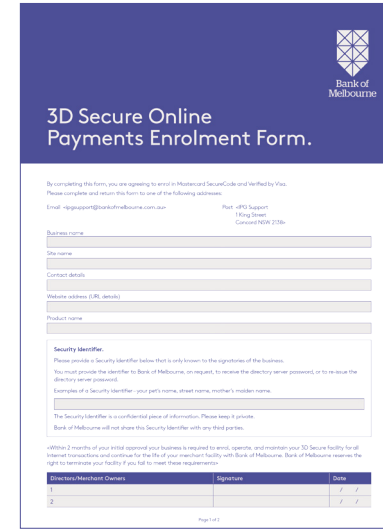 Bank of
Melbourne
3D Secure Online
Payments Enrolment Form.
By completing this form, you are agreeing to enrol in Mastercard SecureCode and Verified by Visa.
Please complete and return this form to one of the following addresses:
Email <ipgsupport@bankofmelbourne.com.au>
Post <IPG Support
1 King Street
Concord NSW 2138>
Business name
Site name
Contact details
Website address (URL details)
Product name
Security Identifier.
Please provide a Security Identifier below that is only known to the signatories of the business.
You must provide the identifier to Bank of Melbourne, on request, to receive the directory server password, or to re-issue the
directory server password.
Examples of a Security Identifier - your pet's name, street name, mother's maiden name.
The Security Identifier is a confidential piece of information. Please keep it private.
Bank of Melbourne will not share this Security Identifier with any third parties.
<Within 2 months of your initial approval your business is required to enrol, operate, and maintain your 3D Secure facility for all
Internet transactions and continue for the life of your merchant facility with Bank of Melbourne. Bank of Melbourne reserves the
right to terminate your facility if you fail to meet these requirements>
Directors/Merchant Owners Signature Date
1 / /
2 / /
Page 1 of 2